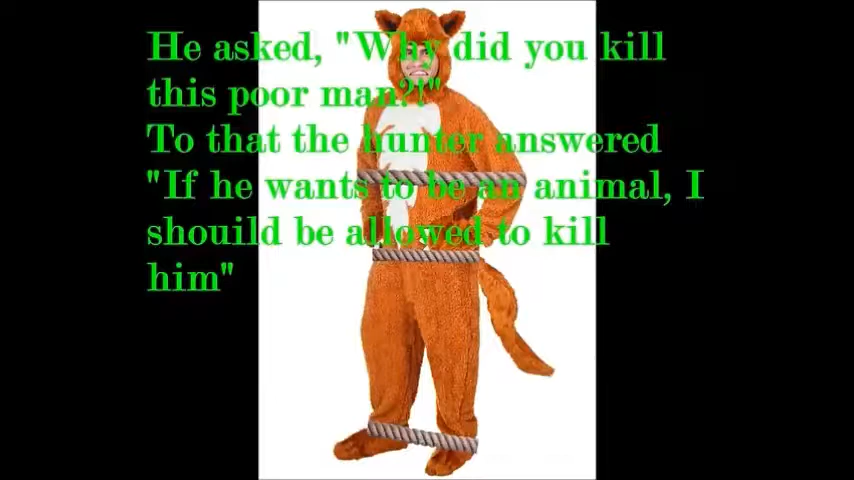 He asked, "Why did you kill
this poor man?!"
To that the hunter answered
"If he wants to be an animal, I
shouild be allowed to kill
him"